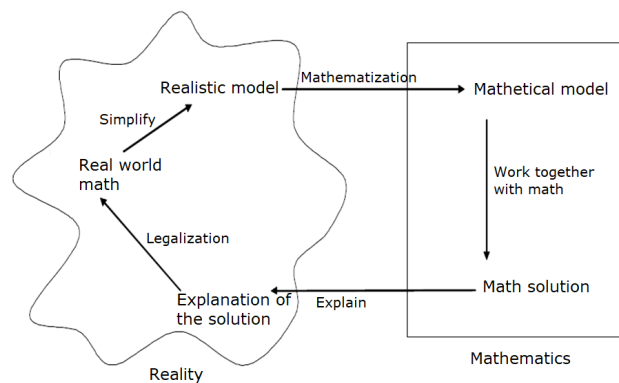 Realistic model
Mathematization
Mathetical model
Simplify
Real world
math
Work together
with math
Legalization
Explanation of
the solution
Explain
Math solution
Reality
Mathematics